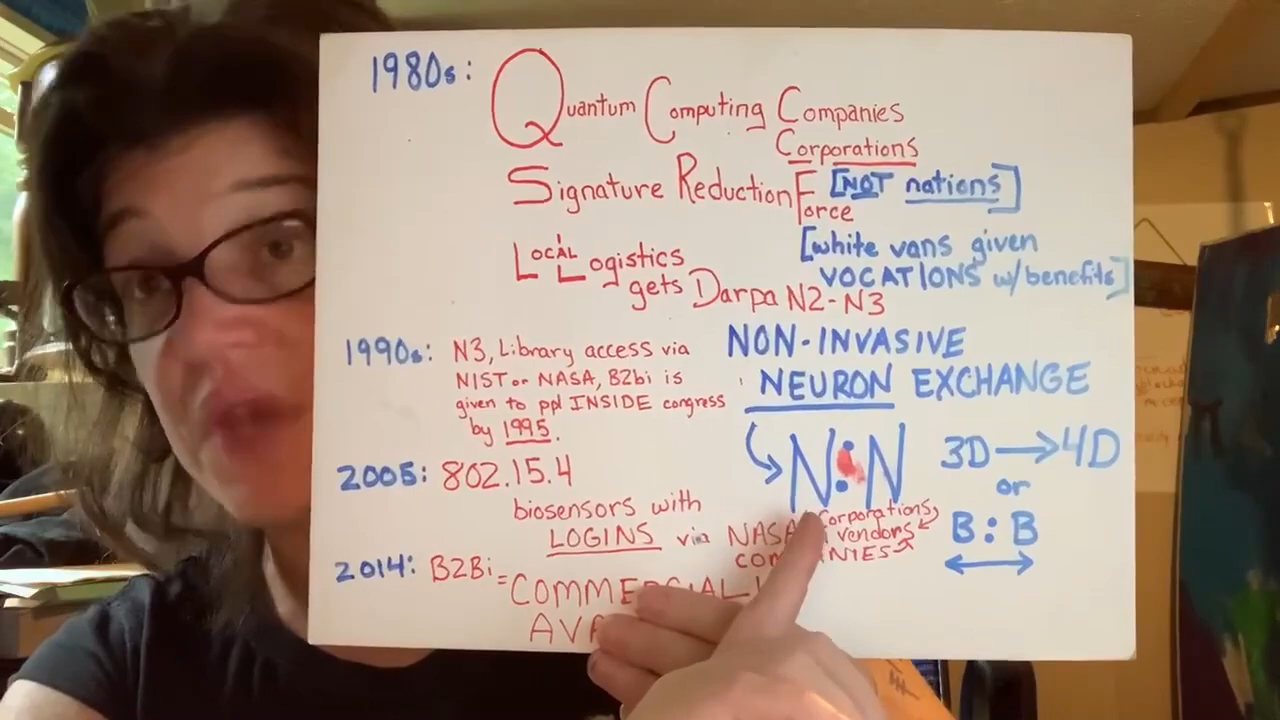 1980s:
Quantum Computing Companies
Corporations
Signature Reduction Force [NOT nations]
[white vans given
VOCATIONS w/benefits]
LOCAL Logistics
gets Darpa N2-N3
1990s: N3, Library access via
NIST or NASA, B2bi is
given to ppl INSIDE congress
by 1995.
NON-INVASIVE
NEURON EXCHANGE
N:N
3D → 4D
or
B:B
2005: 802.15.4
biosensors with
LOGINS via NASA
Corporations,
vendors
2014: B2Bi =